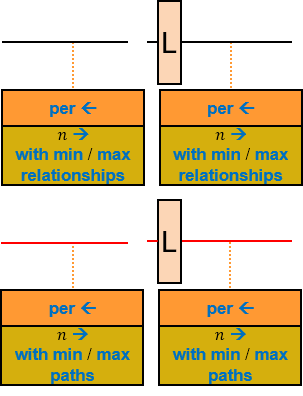 L
per ← per ←
n → n →
with min / max with min / max
relationships relationships
L
per ← per ←
n → n →
with min / max with min / max
paths paths